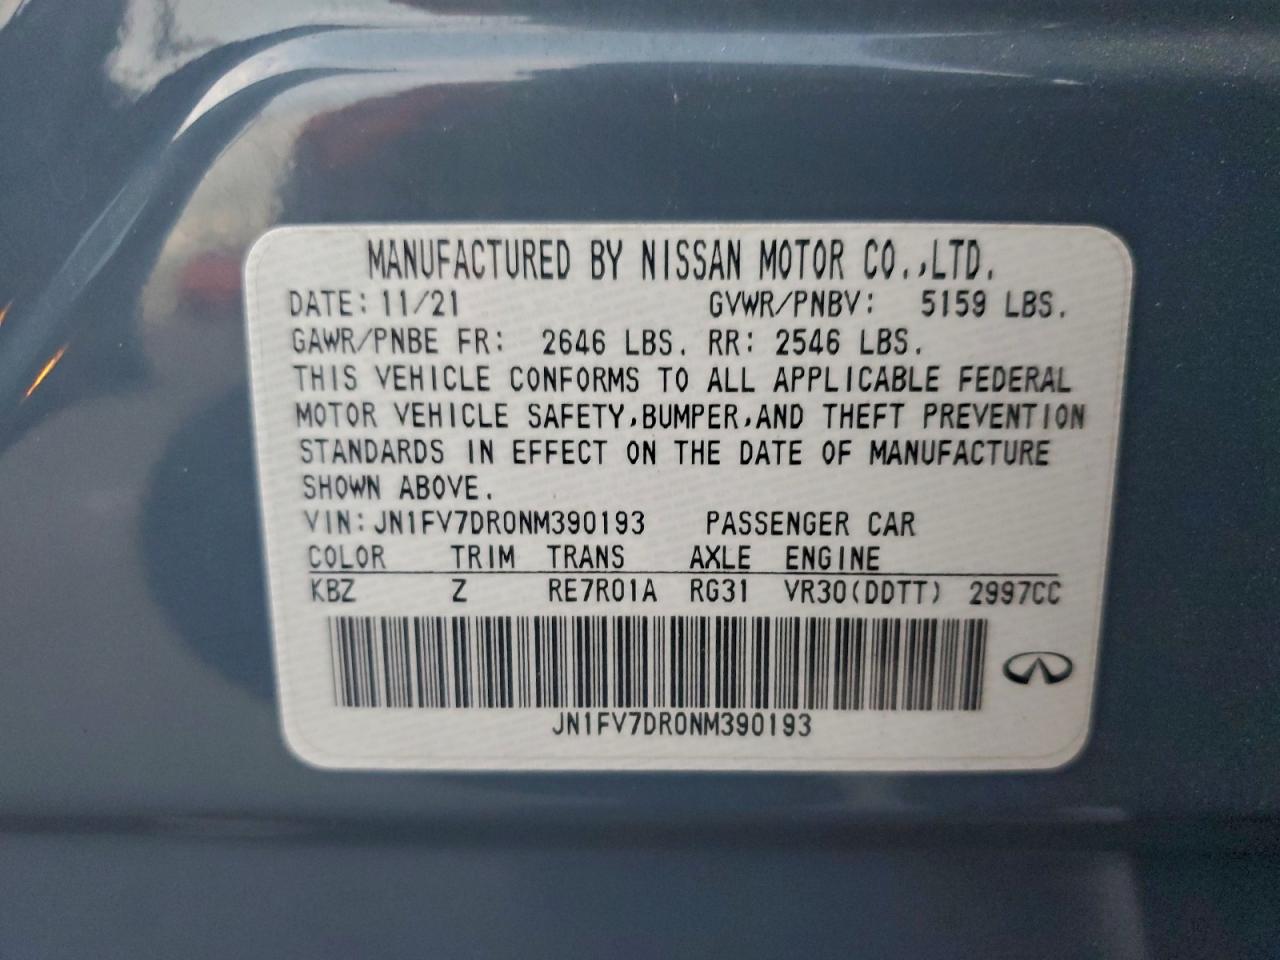 MANUFACTURED BY NISSAN MOTOR CO.,LTD.
DATE: 11/21 GVWR/PNBV: 5159 LBS.
GAWR/PNBE FR: 2646 LBS. RR: 2546 LBS.
THIS VEHICLE CONFORMS TO ALL APPLICABLE FEDERAL
MOTOR VEHICLE SAFETY,BUMPER,AND THEFT PREVENTION
STANDARDS IN EFFECT ON THE DATE OF MANUFACTURE
SHOWN ABOVE.
VIN:JN1FV7DR0NM390193 PASSENGER CAR
COLOR TRIM TRANS AXLE ENGINE
KBZ Z RE7R01A RG31 VR30(DDTT) 2997CC
JN1FV7DR0NM390193